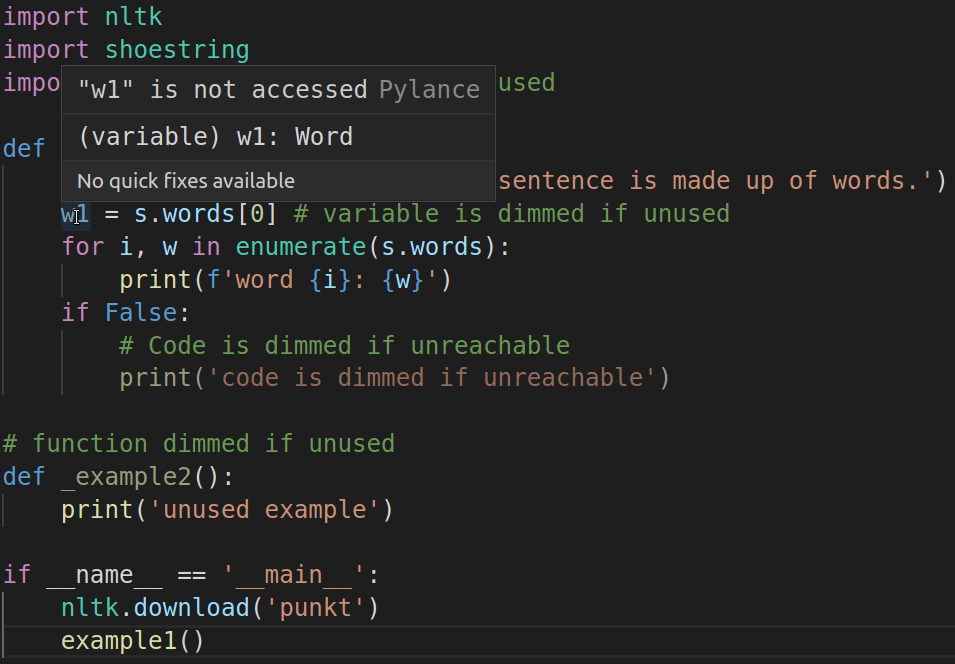 import nltk
import shoestring
impo used
"w1" is not accessed Pylance
def
(variable) w1: Word
No quick fixes available
sentence is made up of words.')
w1 = s.words[0] # variable is dimmed if unused
for i, w in enumerate(s.words):
print(f'word {i}: {w}')
if False:
# Code is dimmed if unreachable
print('code is dimmed if unreachable')
# function dimmed if unused
def _example2():
print('unused example')
if __name__ == '__main__':
nltk.download('punkt')
example1()